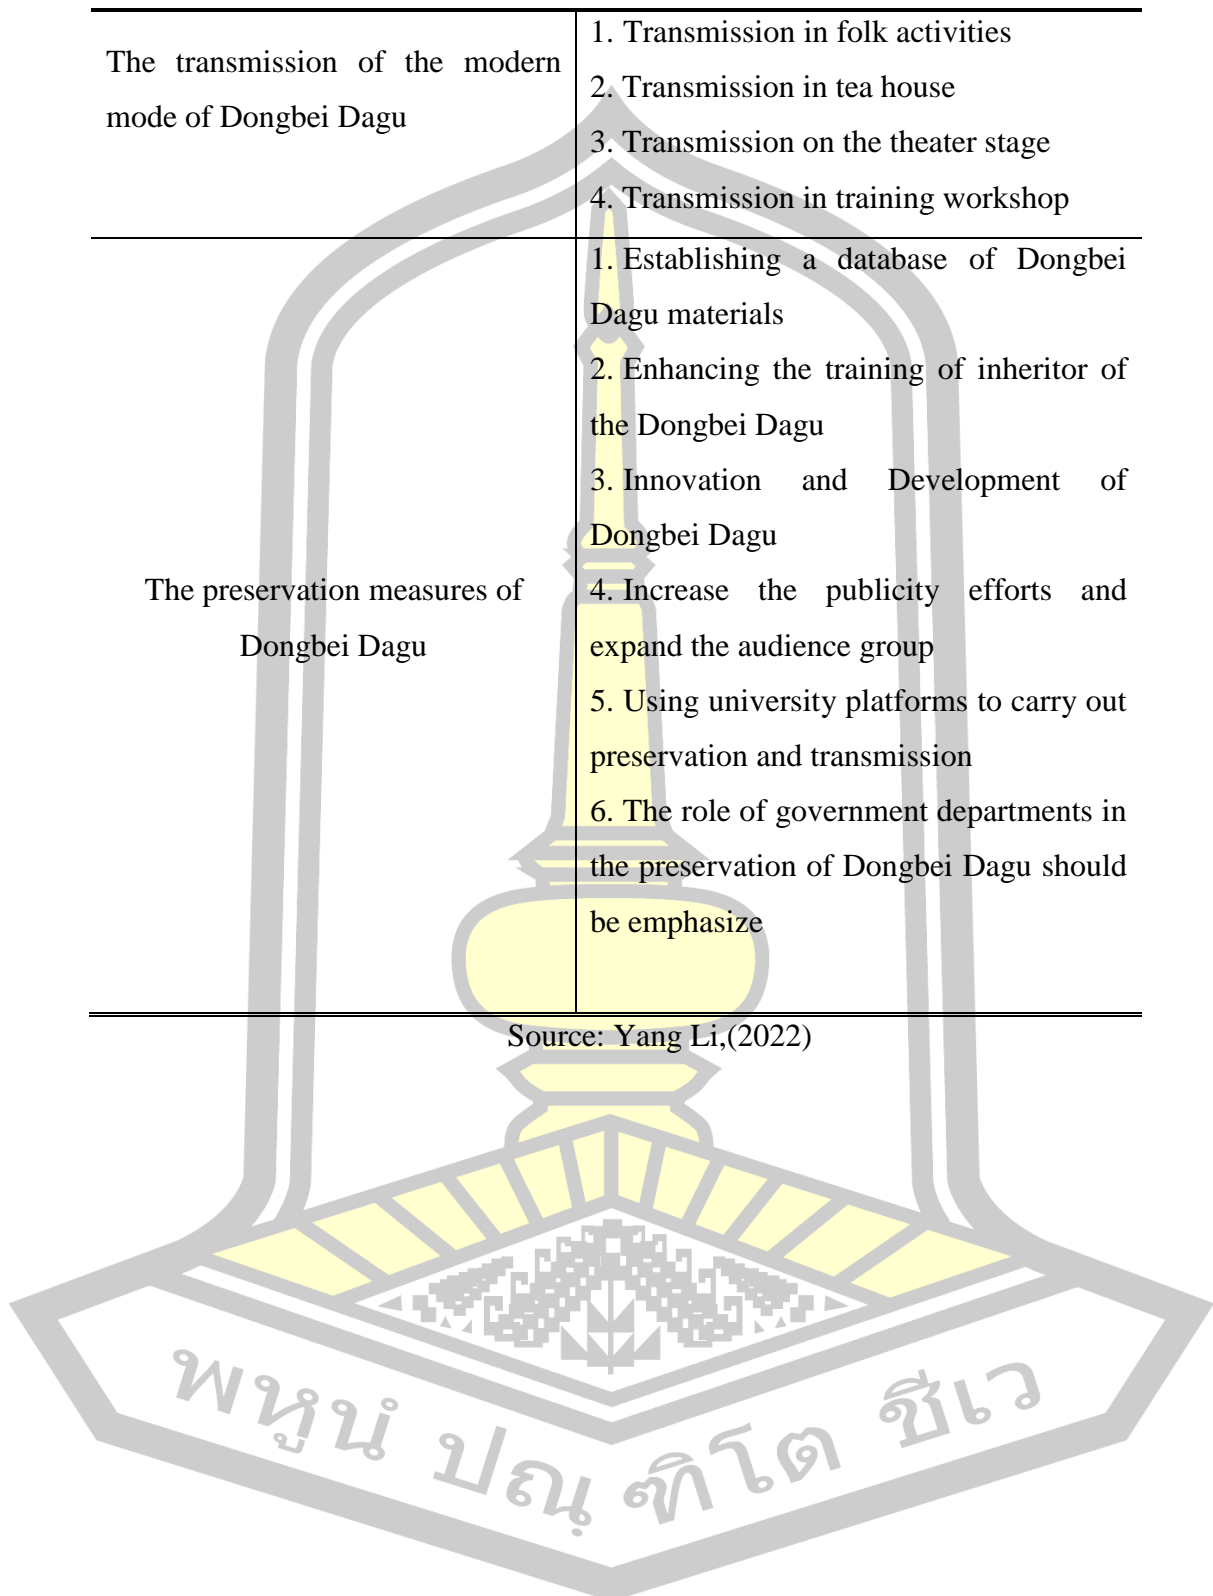 The transmission of the modern
mode of Dongbei Dagu
1. Transmission in folk activities
2. Transmission in tea house
3. Transmission on the theater stage
4. Transmission in training workshop
The preservation measures of
Dongbei Dagu
1. Establishing a database of Dongbei
Dagu materials
2. Enhancing the training of inheritor of
the Dongbei Dagu
3. Innovation and Development of
Dongbei Dagu
4. Increase the publicity efforts and
expand the audience group
5. Using university platforms to carry out
preservation and transmission
6. The role of government departments in
the preservation of Dongbei Dagu should
be emphasize
Source: Yang Li,(2022)
พหูนํ ปณฺฑิโต ชีเว